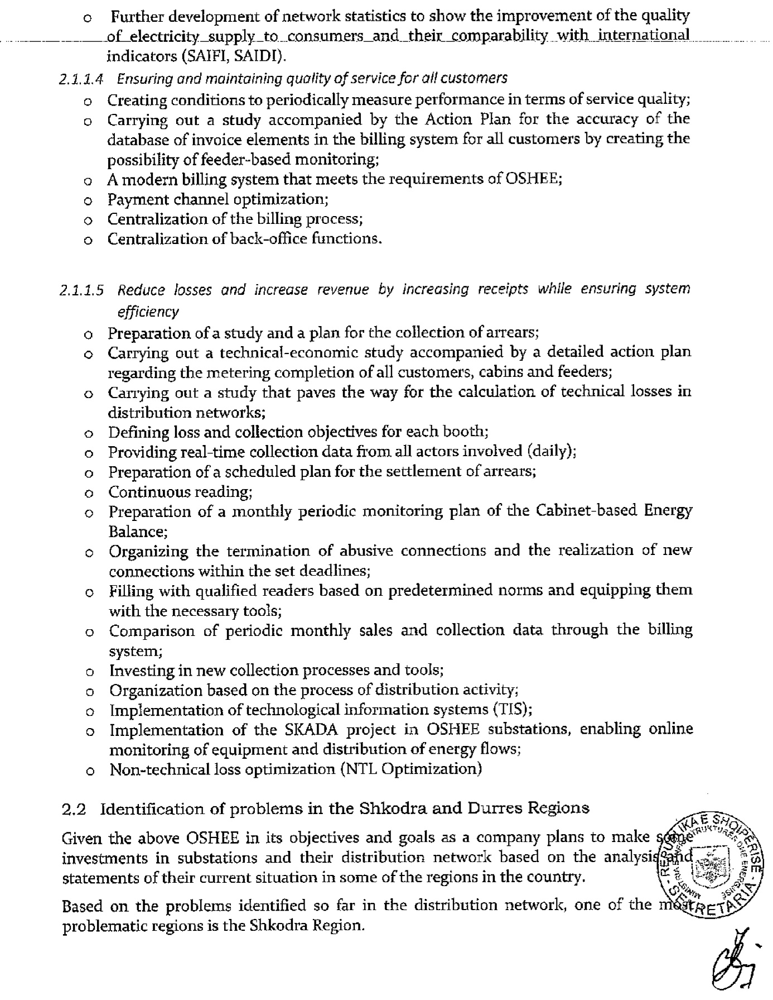 o Further development of network statistics to show the improvement of the quality
of electricity supply to consumers and their comparability with international
indicators (SAIFI, SAIDI).
2.1.1.4 Ensuring and maintaining quality of service for all customers
o Creating conditions to periodically measure performance in terms of service quality;
o Carrying out a study accompanied by the Action Plan for the accuracy of the
database of invoice elements in the billing system for all customers by creating the
possibility of feeder-based monitoring;
o A modern billing system that meets the requirements of OSHEE;
o Payment channel optimization;
o Centralization of the billing process;
o Centralization of back-office functions.
2.1.1.5 Reduce losses and increase revenue by increasing receipts while ensuring system
efficiency
o Preparation of a study and a plan for the collection of arrears;
o Carrying out a technical-economic study accompanied by a detailed action plan
regarding the metering completion of all customers, cabins and feeders;
o Carrying out a study that paves the way for the calculation of technical losses in
distribution networks;
o Defining loss and collection objectives for each booth;
o Providing real-time collection data from all actors involved (daily);
o Preparation of a scheduled plan for the settlement of arrears;
o Continuous reading;
o Preparation of a monthly periodic monitoring plan of the Cabinet-based Energy
Balance;
o Organizing the termination of abusive connections and the realization of new
connections within the set deadlines;
o Filling with qualified readers based on predetermined norms and equipping them
with the necessary tools;
o Comparison of periodic monthly sales and collection data through the billing
system;
o Investing in new collection processes and tools;
o Organization based on the process of distribution activity;
o Implementation of technological information systems (TIS);
o Implementation of the SKADA project in OSHEE substations, enabling online
monitoring of equipment and distribution of energy flows;
o Non-technical loss optimization (NTL Optimization)
2.2 Identification of problems in the Shkodra and Durres Regions
Given the above OSHEE in its objectives and goals as a company plans to make some
investments in substations and their distribution network based on the analysis and
statements of their current situation in some of the regions in the country.
Based on the problems identified so far in the distribution network, one of the most
problematic regions is the Shkodra Region.
REPUBLIKA E SHQIPERISE
SEKRETARIA